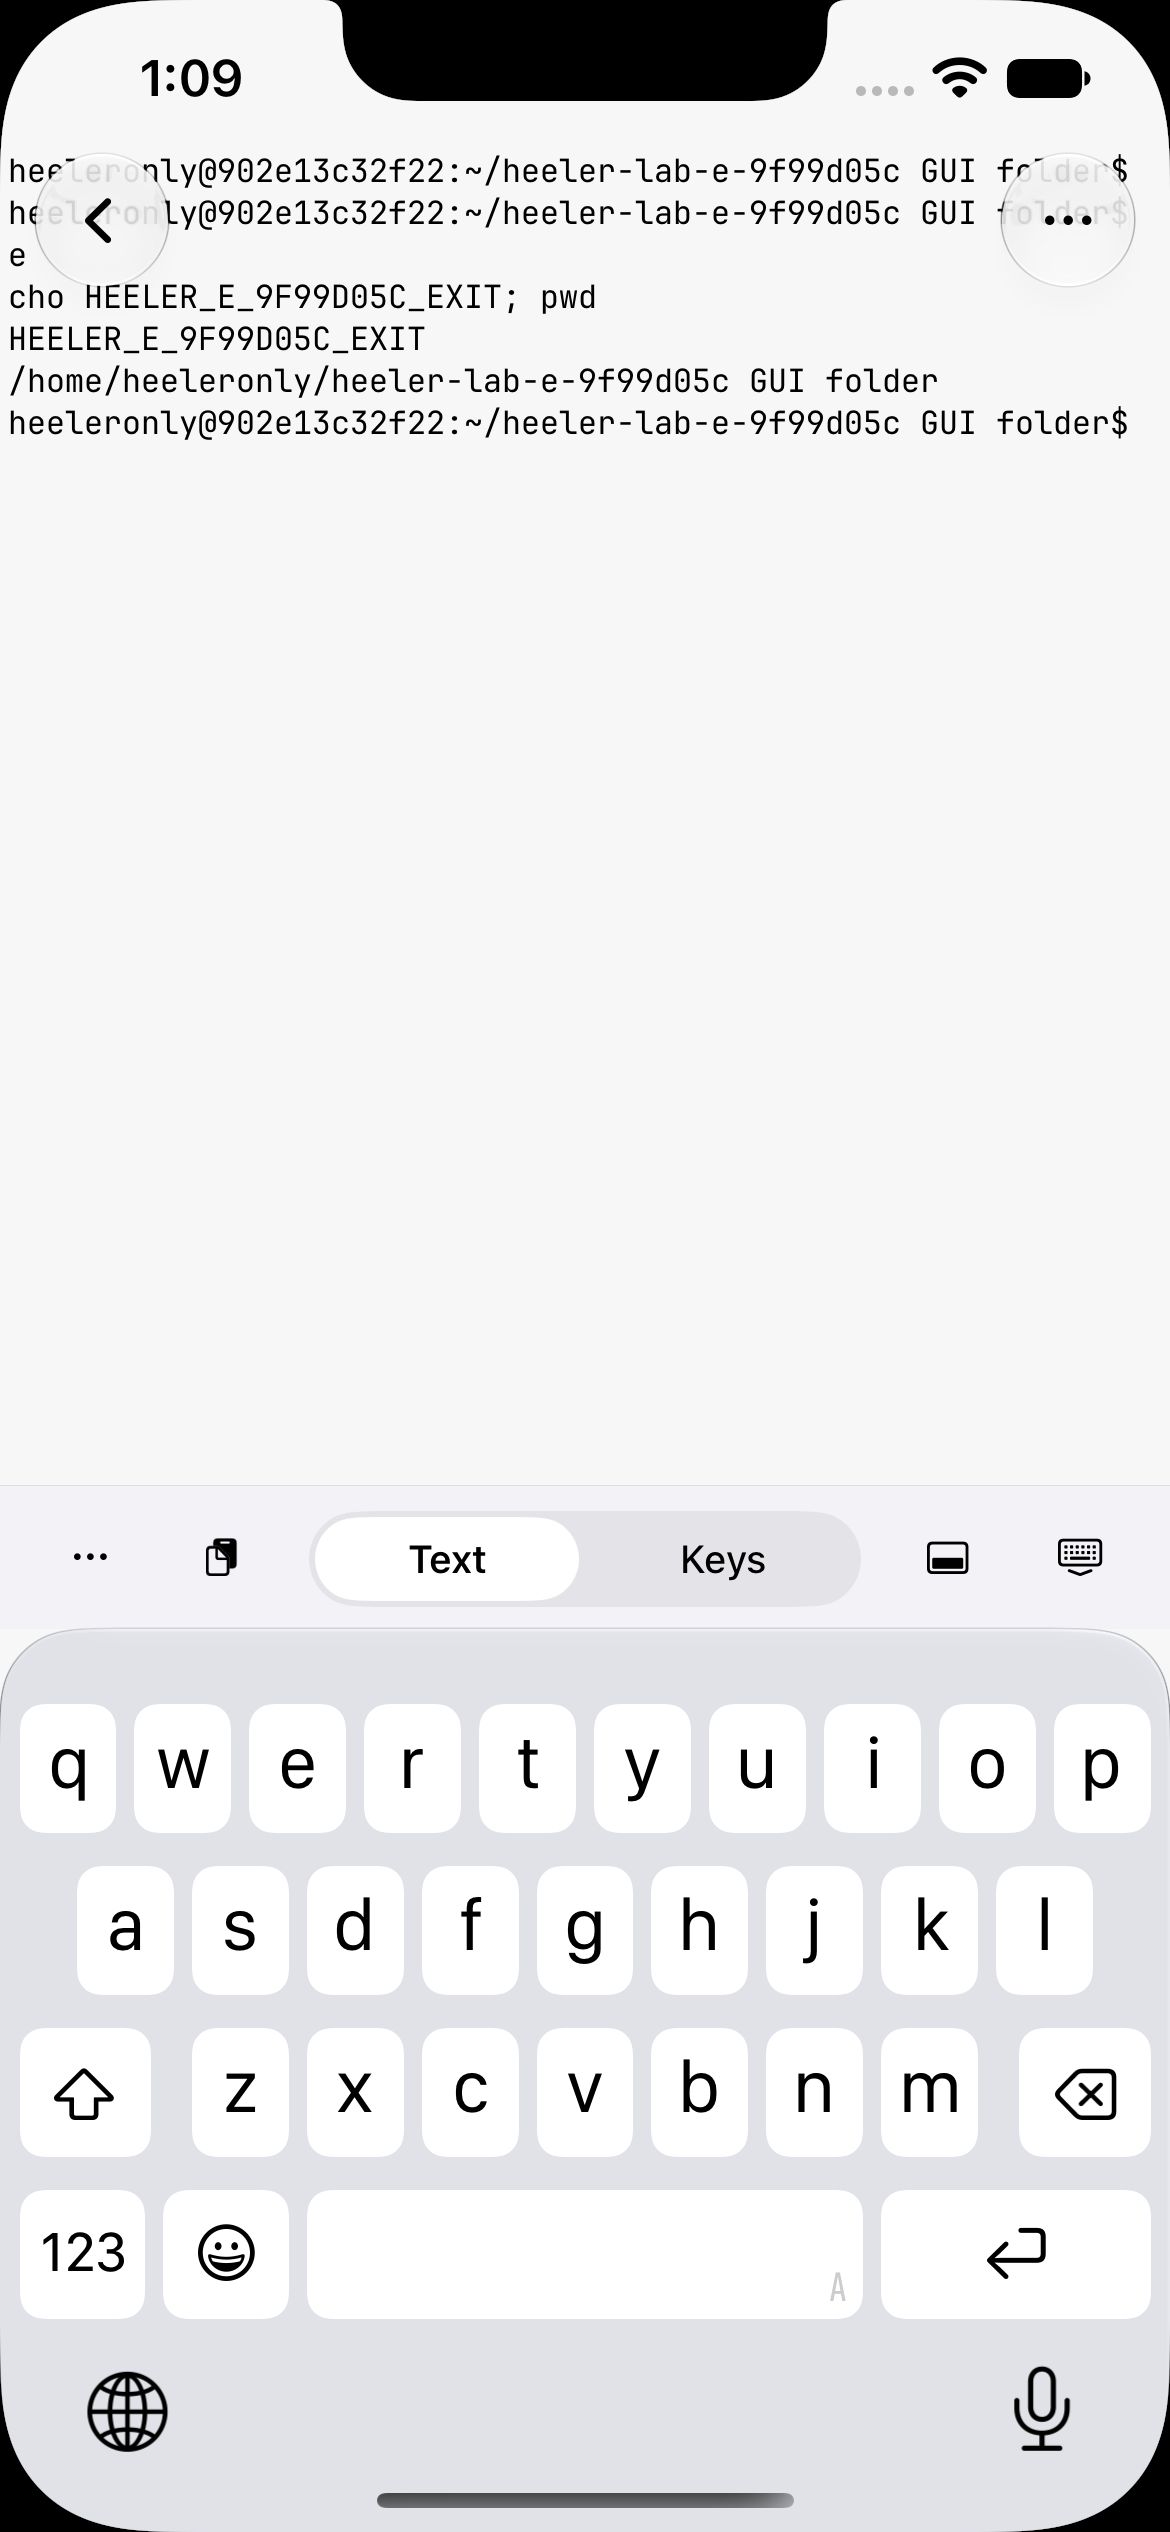 1:09
heeleronly@902e13c32f22:~/heeler-lab-e-9f99d05c GUI folder$
heeleronly@902e13c32f22:~/heeler-lab-e-9f99d05c GUI folder$
e
cho HEELER_E_9F99D05C_EXIT; pwd
HEELER_E_9F99D05C_EXIT
/home/heeleronly/heeler-lab-e-9f99d05c GUI folder
heeleronly@902e13c32f22:~/heeler-lab-e-9f99d05c GUI folder$
Text Keys
q w e r t y u i o p
a s d f g h j k l
z x c v b n m
123
A